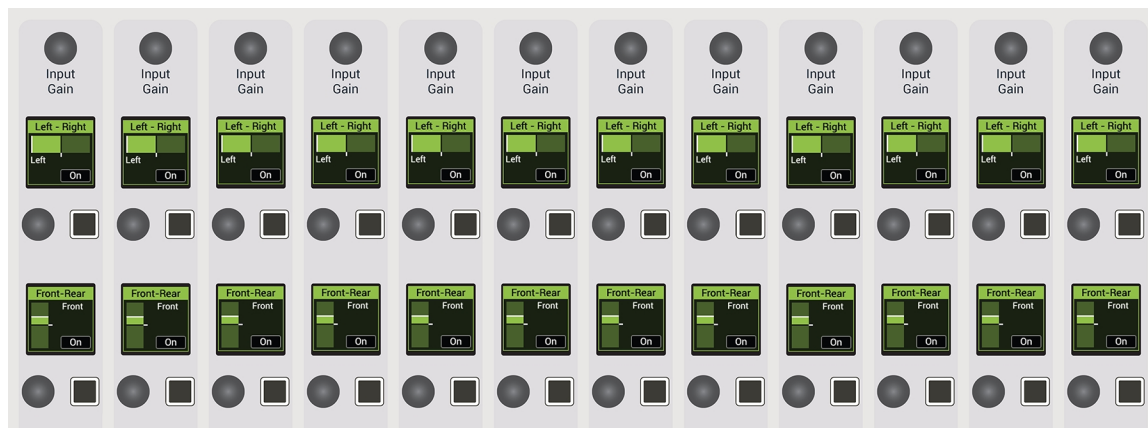 Input Input Input Input Input Input Input Input Input Input Input Input
Gain Gain Gain Gain Gain Gain Gain Gain Gain Gain Gain Gain
Left - Right Left - Right Left - Right Left - Right Left - Right Left - Right Left - Right Left - Right Left - Right Left - Right Left - Right Left - Right
Left Left Left Left Left Left Left Left Left Left Left Left
On On On On On On On On On On On On
Front-Rear Front-Rear Front-Rear Front-Rear Front-Rear Front-Rear Front-Rear Front-Rear Front-Rear Front-Rear Front-Rear Front-Rear
Front Front Front Front Front Front Front Front Front Front Front Front
On On On On On On On On On On On On